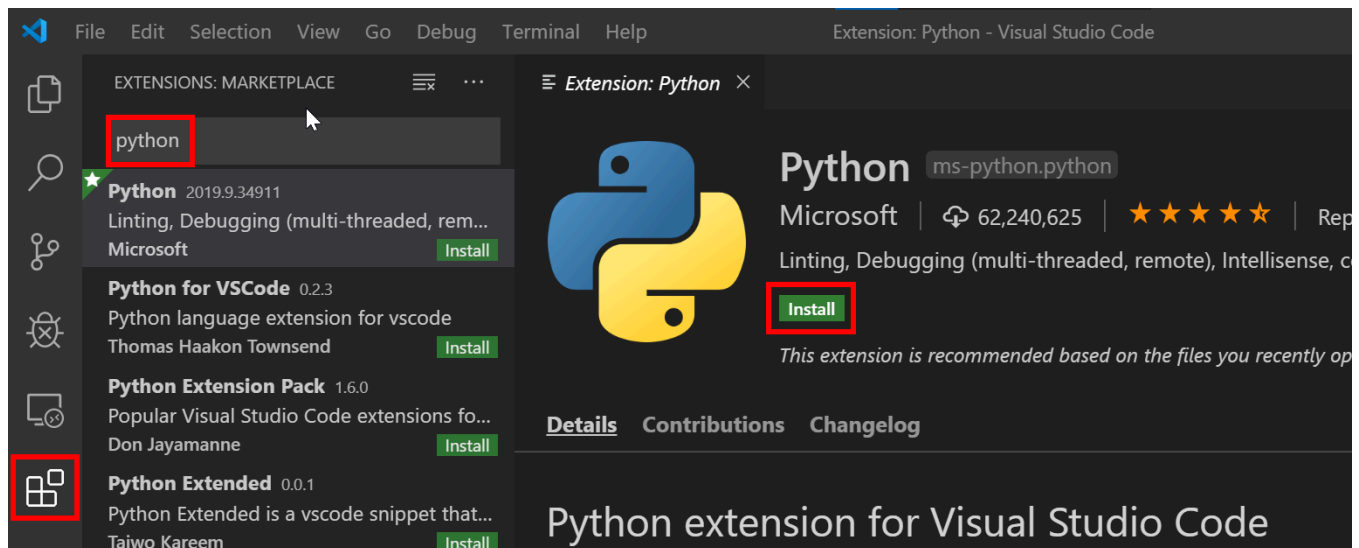 File Edit Selection View Go Debug Terminal Help
Extension: Python - Visual Studio Code
EXTENSIONS: MARKETPLACE
python
Python 2019.9.34911
Linting, Debugging (multi-threaded, rem...
Microsoft Install
Python for VSCode 0.2.3
Python language extension for vscode
Thomas Haakon Townsend Install
Python Extension Pack 1.6.0
Popular Visual Studio Code extensions fo...
Don Jayamanne Install
Python Extended 0.0.1
Python Extended is a vscode snippet that...
Taiwo Kareem Install
Extension: Python
Python ms-python.python
Microsoft 62,240,625 Rep
Linting, Debugging (multi-threaded, remote), Intellisense, c
Install
This extension is recommended based on the files you recently op
Details Contributions Changelog
Python extension for Visual Studio Code